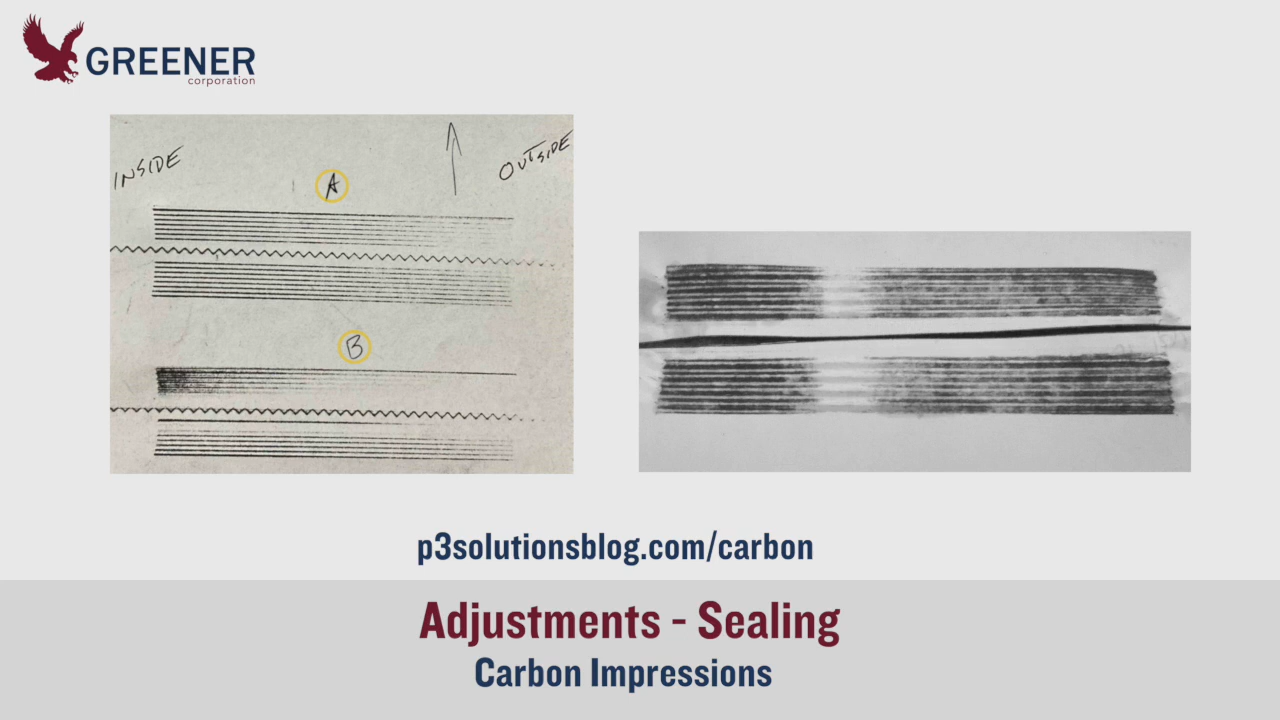 GREENER
corporation
INSIDE
OUTSIDE
A
B
p3solutionsblog.com/carbon
Adjustments - Sealing
Carbon Impressions